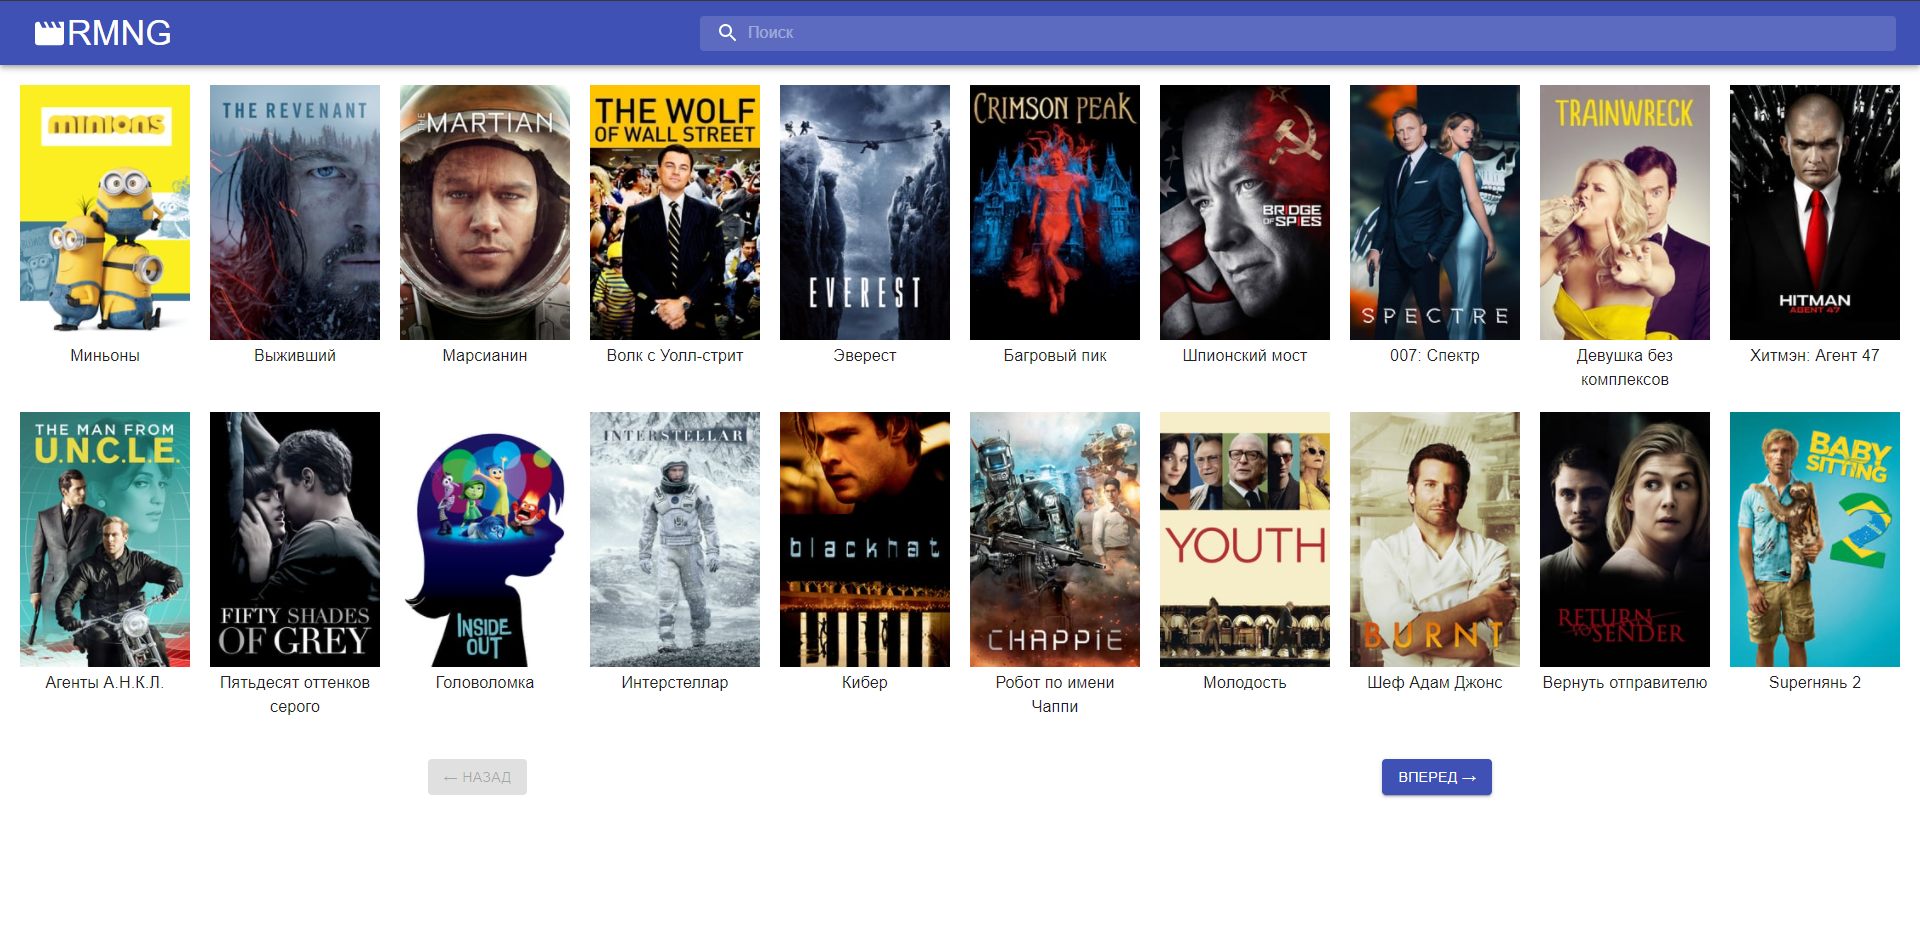 RMNG
Поиск
minions
THE REVENANT
THE
MARTIAN
THE WOLF
OF WALL STREET
EVEREST
CRIMSON PEAK
BRIDGE
OF SPIES
SPECTRE
TRAINWRECK
HITMAN
AGENT 47
Миньоны
Выживший
Марсианин
Волк с Уолл-стрит
Эверест
Багровый пик
Шпионский мост
007: Спектр
Девушка без
комплексов
Хитмэн: Агент 47
THE MAN FROM
U.N.C.L.E.
FIFTY SHADES
OF GREY
INSIDE
OUT
INTERSTELLAR
blackhat
CHAPPIE
YOUTH
BURNT
RETURN
TO SENDER
BABY
SITTING
2
Агенты А.Н.К.Л.
Пятьдесят оттенков
серого
Головоломка
Интерстеллар
Кибер
Робот по имени
Чаппи
Молодость
Шеф Адам Джонс
Вернуть отправителю
Superнянь 2
← НАЗАД
ВПЕРЕД →